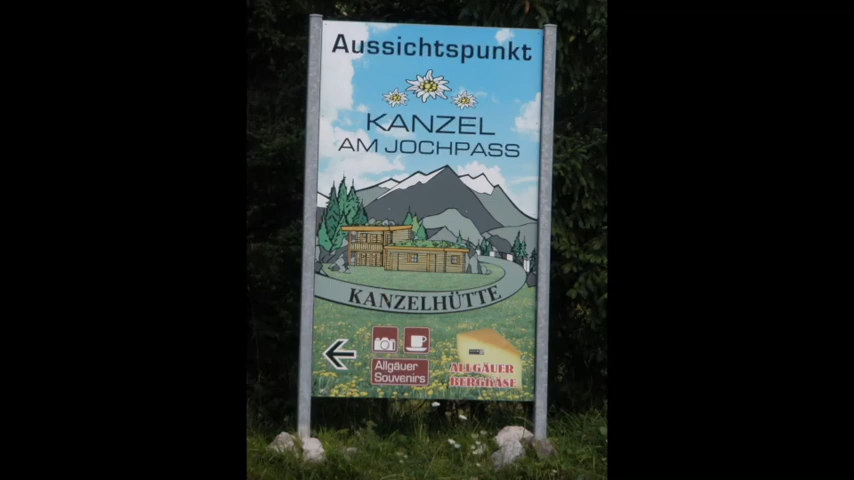 Aussichtspunkt
KANZEL
AM JOCHPASS
KANZELHÜTTE
Allgäuer
Souvenirs
ALLGÄUER
BERGKÄSE